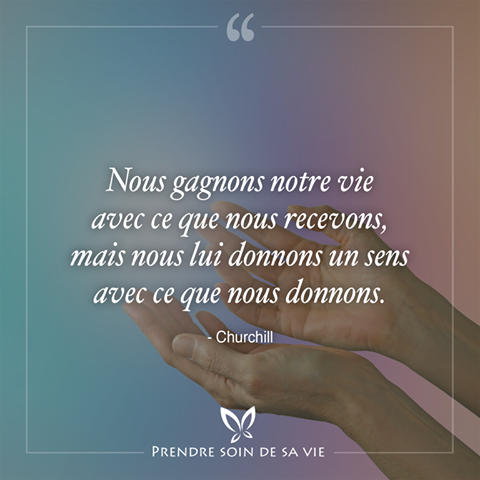 Nous gagnons notre vie
avec ce que nous recevons,
mais nous lui donnons un sens
avec ce que nous donnons.
- Churchill
PRENDRE SOIN DE SA VIE